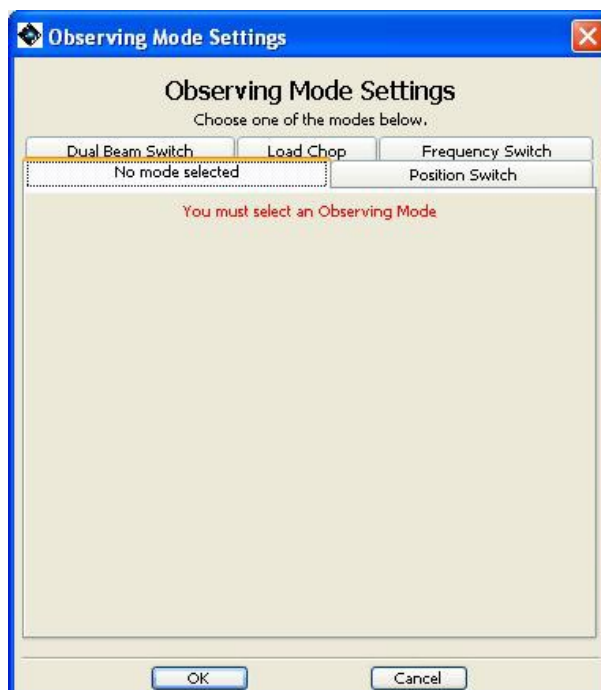 Observing Mode Settings
Observing Mode Settings
Choose one of the modes below.
Dual Beam Switch Load Chop Frequency Switch
No mode selected Position Switch
You must select an Observing Mode
OK Cancel